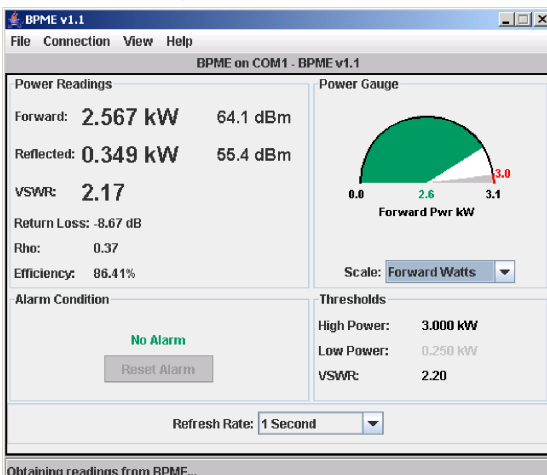 BPME v1.1
File Connection View Help
BPME on COM1 - BPME v1.1
Power Readings
Forward: 2.567 kW 64.1 dBm
Reflected: 0.349 kW 55.4 dBm
VSWR: 2.17
Return Loss: -8.67 dB
Rho: 0.37
Efficiency: 86.41%
Power Gauge
3.0
0.0 2.6 3.1
Forward Pwr kW
Scale: Forward Watts
Alarm Condition
No Alarm
Reset Alarm
Thresholds
High Power: 3.000 kW
Low Power: 0.250 kW
VSWR: 2.20
Refresh Rate: 1 Second
Obtaining readings from BPME...